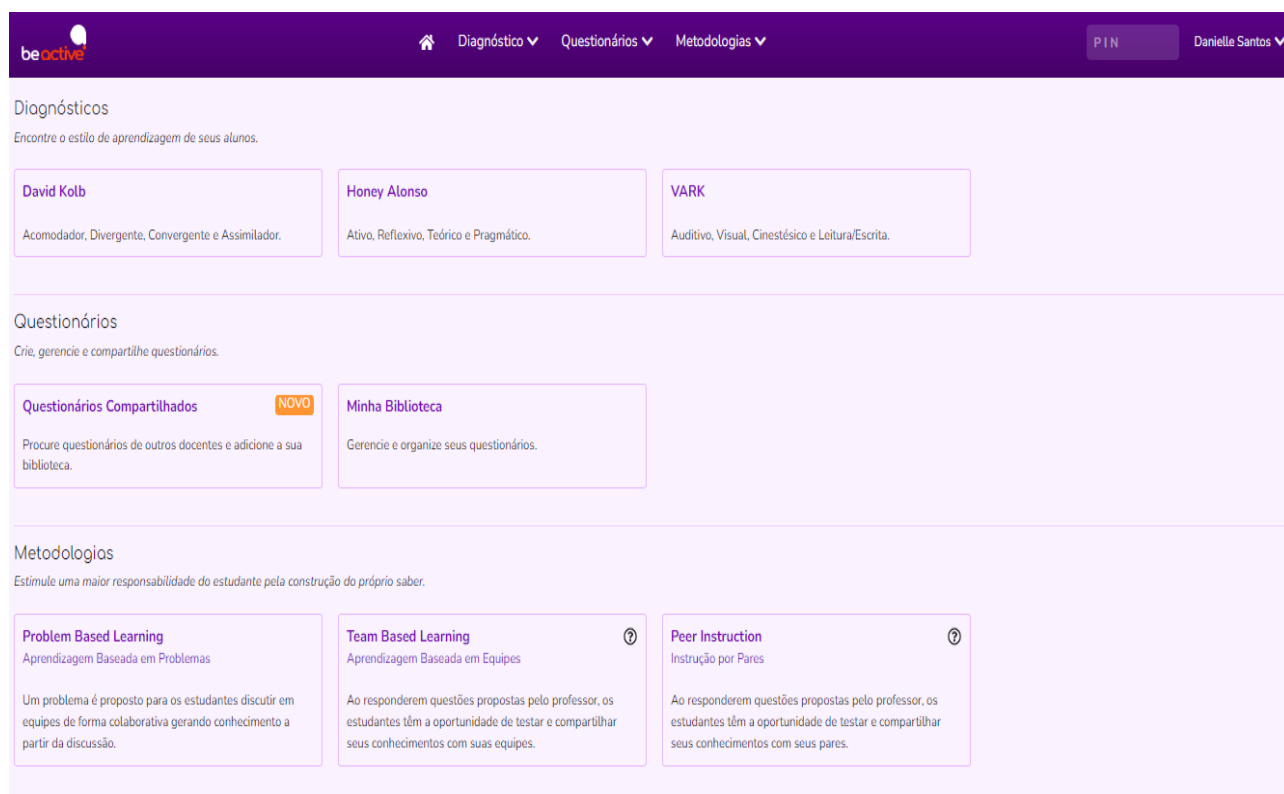 beactive
Diagnóstico Questionários Metodologias PIN Danielle Santos
Diagnósticos
Encontre o estilo de aprendizagem de seus alunos.
David Kolb
Acomodador, Divergente, Convergente e Assimilador.
Honey Alonso
Ativo, Reflexivo, Teórico e Pragmático.
VARK
Auditivo, Visual, Cinestésico e Leitura/Escrita.
Questionários
Crie, gerencie e compartilhe questionários.
Questionários Compartilhados NOVO
Procure questionários de outros docentes e adicione a sua
biblioteca.
Minha Biblioteca
Gerencie e organize seus questionários.
Metodologias
Estimule uma maior responsabilidade do estudante pela construção do próprio saber.
Problem Based Learning
Aprendizagem Baseada em Problemas
Um problema é proposto para os estudantes discutir em
equipes de forma colaborativa gerando conhecimento a
partir da discussão.
Team Based Learning ?
Aprendizagem Baseada em Equipes
Ao responderem questões propostas pelo professor, os
estudantes têm a oportunidade de testar e compartilhar
seus conhecimentos com suas equipes.
Peer Instruction ?
Instrução por Pares
Ao responderem questões propostas pelo professor, os
estudantes têm a oportunidade de testar e compartilhar
seus conhecimentos com seus pares.